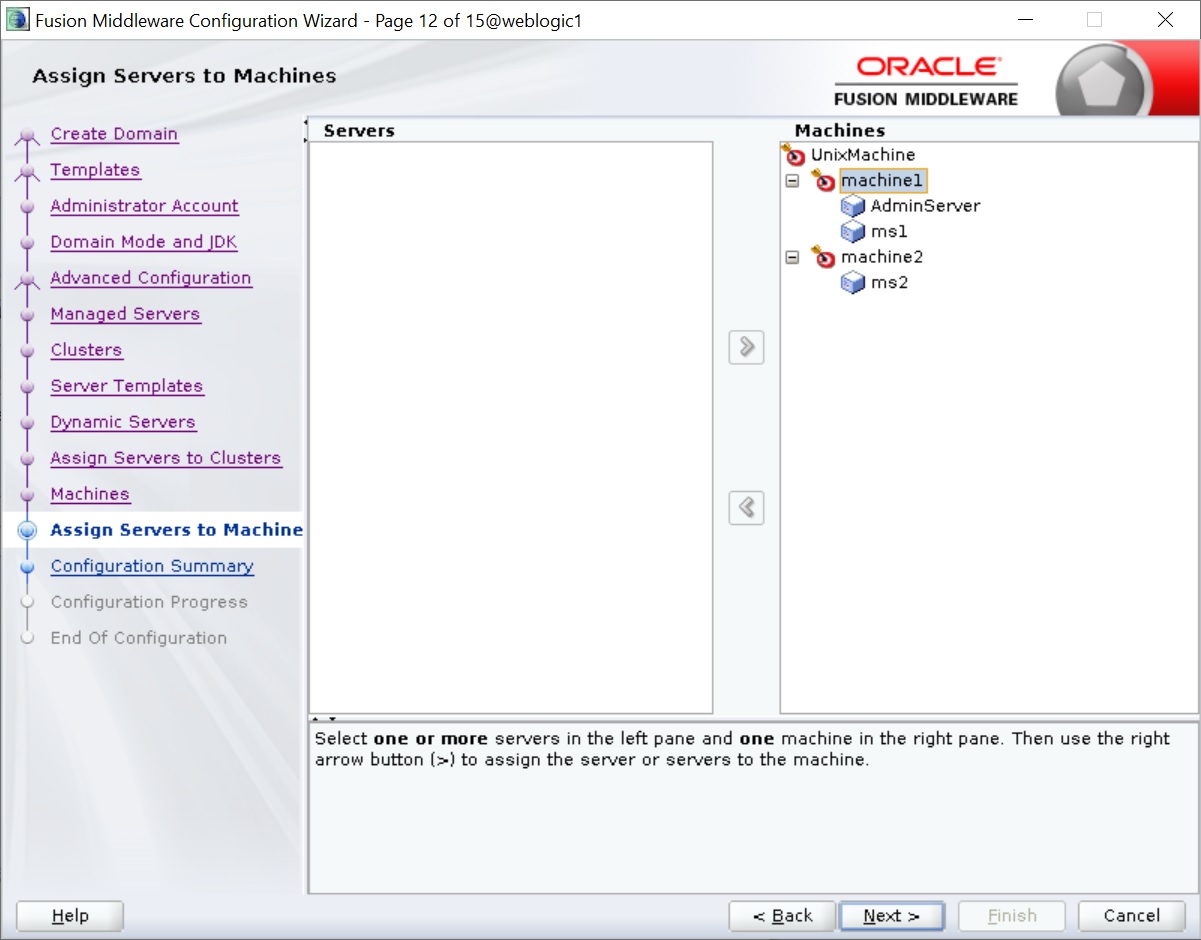 Fusion Middleware Configuration Wizard - Page 12 of 15@weblogic1
Assign Servers to Machines
ORACLE
FUSION MIDDLEWARE
Create Domain
Templates
Administrator Account
Domain Mode and JDK
Advanced Configuration
Managed Servers
Clusters
Server Templates
Dynamic Servers
Assign Servers to Clusters
Machines
Assign Servers to Machine
Configuration Summary
Configuration Progress
End Of Configuration
Servers
Machines
UnixMachine
machine1
AdminServer
ms1
machine2
ms2
Select one or more servers in the left pane and one machine in the right pane. Then use the right
arrow button (>) to assign the server or servers to the machine.
Help
< Back
Next >
Finish
Cancel